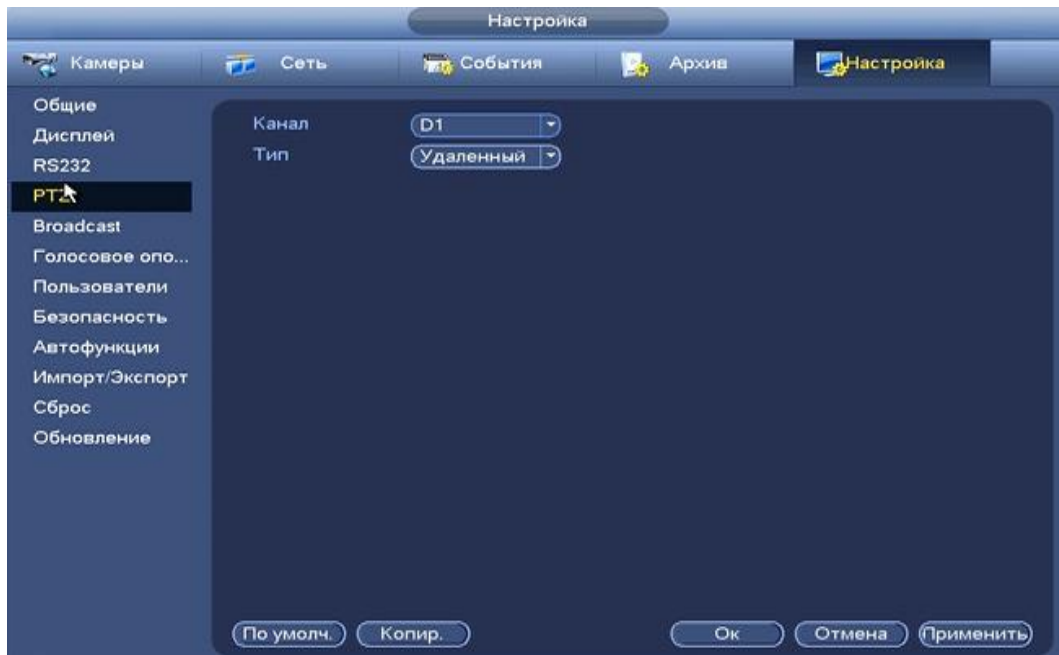 Настройка
Камеры Сеть События Архив Настройка
Общие
Дисплей
RS232
PTZ
Broadcast
Голосовое опо...
Пользователи
Безопасность
Автофункции
Импорт/Экспорт
Сброс
Обновление
Канал D1
Тип Удаленный
По умолч. Копир. Ок Отмена Применить